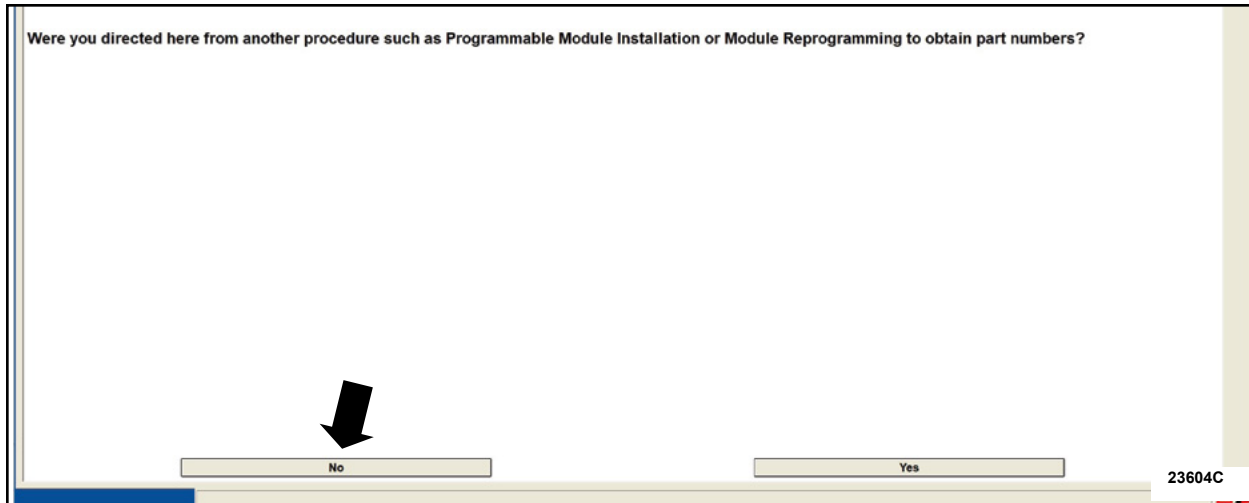 Were you directed here from another procedure such as Programmable Module Installation or Module Reprogramming to obtain part numbers?
No
Yes
23604C